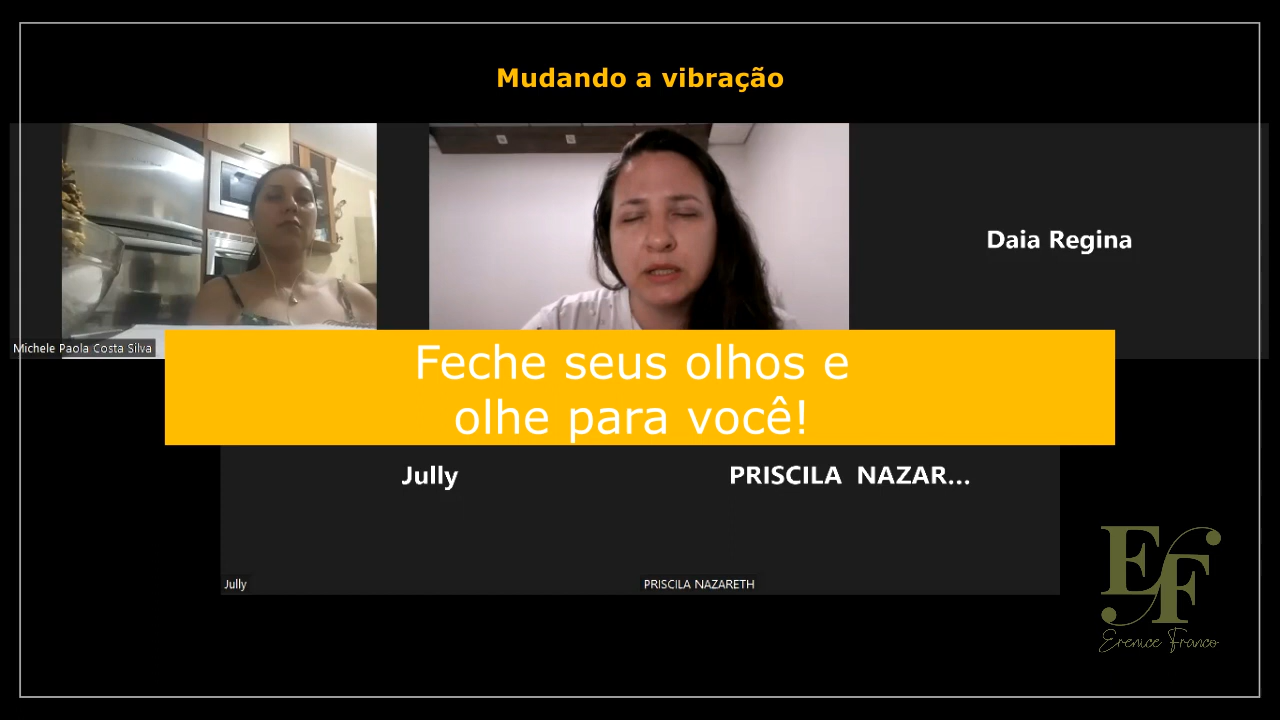 Mudando a vibração
Daia Regina
Michele Paola Costa Silva
Feche seus olhos e
olhe para você!
Jully
PRISCILA NAZAR...
Jully
PRISCILA NAZARETH
EF
Erenice Franco